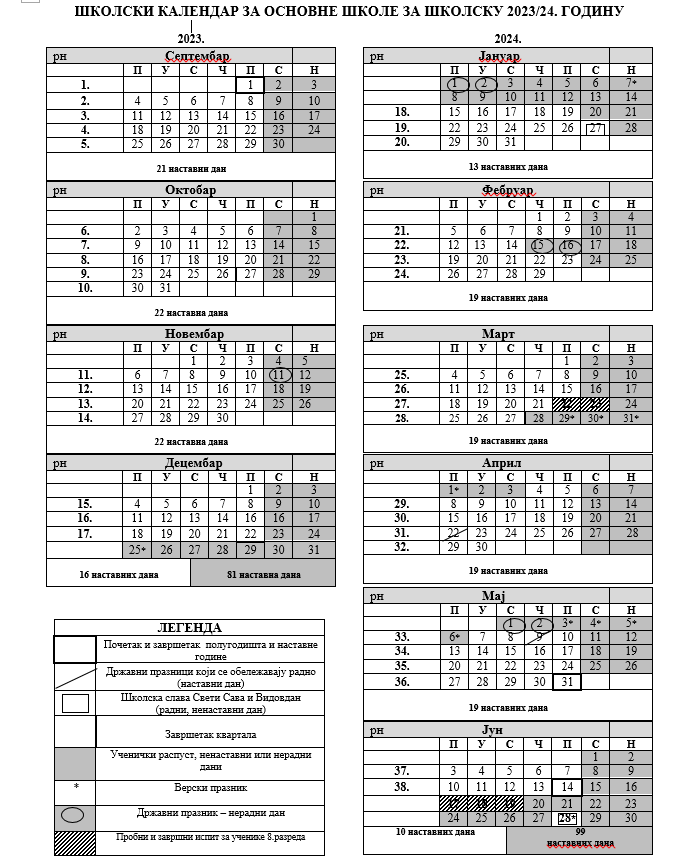 ШКОЛСКИ КАЛЕНДАР ЗА ОСНОВНЕ ШКОЛЕ ЗА ШКОЛСКУ 2023/24. ГОДИНУ
2023.
рн Септембар
П У С Ч П С Н
1. 1 2 3
2. 4 5 6 7 8 9 10
3. 11 12 13 14 15 16 17
4. 18 19 20 21 22 23 24
5. 25 26 27 28 29 30
21 наставни дан
рн Октобар
П У С Ч П С Н
1
6. 2 3 4 5 6 7 8
7. 9 10 11 12 13 14 15
8. 16 17 18 19 20 21 22
9. 23 24 25 26 27 28 29
10. 30 31
22 наставна дана
рн Новембар
П У С Ч П С Н
1 2 3 4 5
11. 6 7 8 9 10 11 12
12. 13 14 15 16 17 18 19
13. 20 21 22 23 24 25 26
14. 27 28 29 30
22 наставна дана
рн Децембар
П У С Ч П С Н
1 2 3
15. 4 5 6 7 8 9 10
16. 11 12 13 14 15 16 17
17. 18 19 20 21 22 23 24
25* 26 27 28 29 30 31
16 наставних дана 81 наставна дана
ЛЕГЕНДА
Почетак и завршетак полугодишта и наставне
године
Државни празници који се обележавају радно
(наставни дан)
Школска слава Свети Сава и Видовдан
(радни, ненаставни дан)
Завршетак квартала
Ученички распуст, ненаставни или нерадни
дани
* Верски празник
Државни празник – нерадни дан
Пробни и завршни испит за ученике 8.разреда
2024.
рн Јануар
П У С Ч П С Н
1 2 3 4 5 6 7*
8 9 10 11 12 13 14
18. 15 16 17 18 19 20 21
19. 22 23 24 25 26 27 28
20. 29 30 31
13 наставних дана
рн Фебруар
П У С Ч П С Н
1 2 3 4
21. 5 6 7 8 9 10 11
22. 12 13 14 15 16 17 18
23. 19 20 21 22 23 24 25
24. 26 27 28 29
19 наставних дана
рн Март
П У С Ч П С Н
1 2 3
25. 4 5 6 7 8 9 10
26. 11 12 13 14 15 16 17
27. 18 19 20 21 22 23 24
28. 25 26 27 28 29* 30* 31*
19 наставних дана
рн Април
П У С Ч П С Н
1* 2 3 4 5 6 7
29. 8 9 10 11 12 13 14
30. 15 16 17 18 19 20 21
31. 22 23 24 25 26 27 28
32. 29 30
19 наставних дана
рн Мај
П У С Ч П С Н
1 2 3* 4* 5*
33. 6* 7 8 9 10 11 12
34. 13 14 15 16 17 18 19
35. 20 21 22 23 24 25 26
36. 27 28 29 30 31
19 наставних дана
рн Јун
П У С Ч П С Н
1 2
37. 3 4 5 6 7 8 9
38. 10 11 12 13 14 15 16
17 18 19 20 21 22 23
24 25 26 27 28* 29 30
10 наставних дана 99
наставних дана